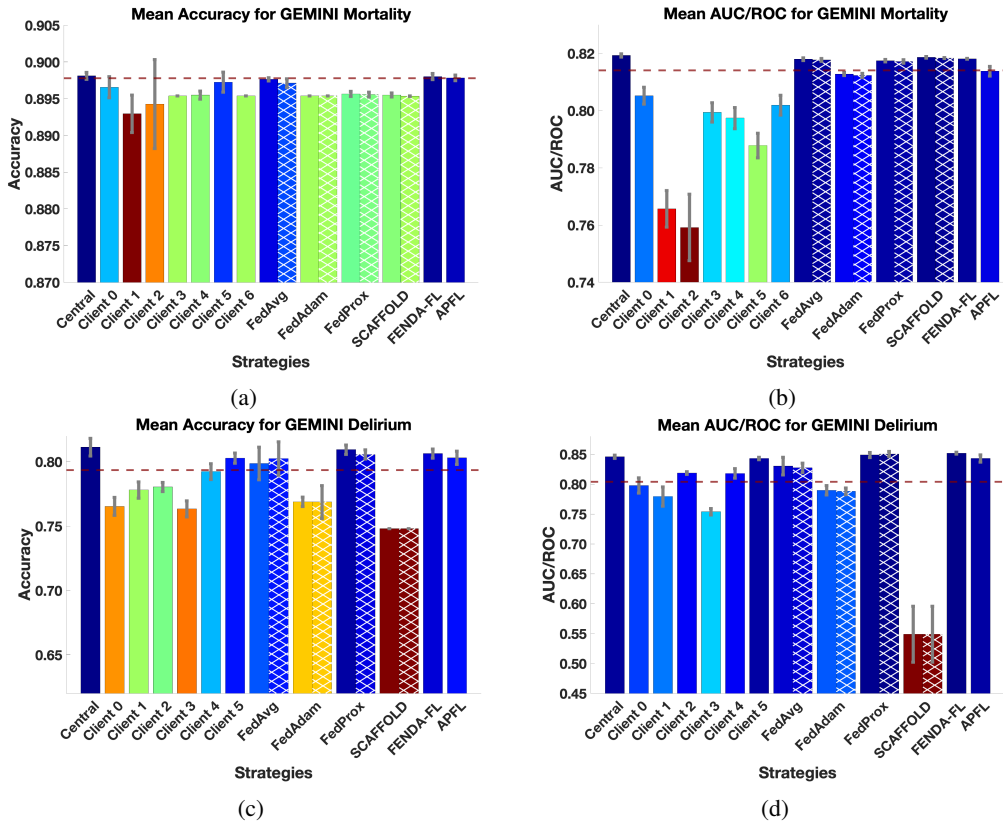 Mean Accuracy for GEMINI Mortality
0.905
0.900
0.895
0.890
0.885
0.880
0.875
0.870
Accuracy
Central
Client 0
Client 1
Client 2
Client 3
Client 4
Client 5
Client 6
FedAvg
FedAdam
FedProx
SCAFFOLD
FENDA-FL
APFL
Strategies
(a)
Mean AUC/ROC for GEMINI Mortality
0.82
0.80
0.78
0.76
0.74
AUC/ROC
Central
Client 0
Client 1
Client 2
Client 3
Client 4
Client 5
Client 6
FedAvg
FedAdam
FedProx
SCAFFOLD
FENDA-FL
APFL
Strategies
(b)
Mean Accuracy for GEMINI Delirium
0.80
0.75
0.70
0.65
Accuracy
Central
Client 0
Client 1
Client 2
Client 3
Client 4
Client 5
FedAvg
FedAdam
FedProx
SCAFFOLD
FENDA-FL
APFL
Strategies
(c)
Mean AUC/ROC for GEMINI Delirium
0.85
0.80
0.75
0.70
0.65
0.60
0.55
0.50
0.45
AUC/ROC
Central
Client 0
Client 1
Client 2
Client 3
Client 4
Client 5
FedAvg
FedAdam
FedProx
SCAFFOLD
FENDA-FL
APFL
Strategies
(d)